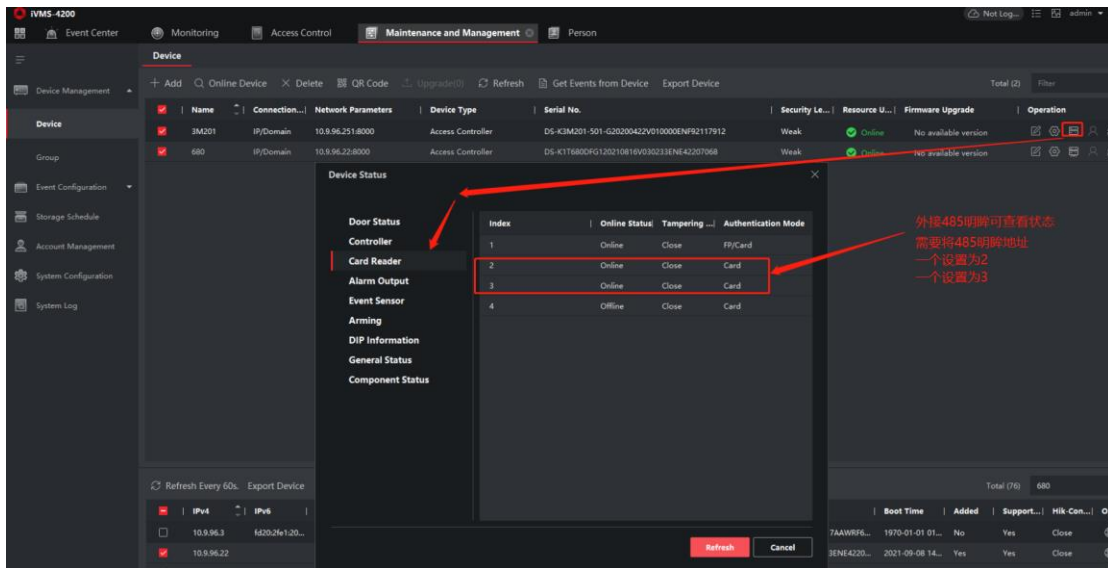 iVMS-4200
Not Log...
admin
Event Center
Monitoring
Access Control
Maintenance and Management
Person
Device
Device Management
Device
Group
Event Configuration
Storage Schedule
Account Management
System Configuration
System Log
Add
Online Device
Delete
QR Code
Upgrade(0)
Refresh
Get Events from Device
Export Device
Total (2)
Filter
Name | Connection... | Network Parameters | Device Type | Serial No. | Security Le... | Resource U... | Firmware Upgrade | Operation
3M201 IP/Domain 10.9.96.251:8000 Access Controller DS-K3M201-501-G20200422V010000ENF92117912 Weak Online No available version
680 IP/Domain 10.9.96.22:8000 Access Controller DS-K1T680DFG120210816V030233ENE42207068 Weak Online No available version
Device Status
Door Status
Controller
Card Reader
Alarm Output
Event Sensor
Arming
DIP Information
General Status
Component Status
Index | Online Status | Tampering ... | Authentication Mode
1 Online Close FP/Card
2 Online Close Card
3 Online Close Card
4 Offline Close Card
Refresh
Cancel
外接485明眸可查看状态
需要将485明眸地址
一个设置为2
一个设置为3
Refresh Every 60s.
Export Device
Total (76)
680
IPv4 | IPv6 | Boot Time | Added | Support... | Hik-Con... | O
10.9.96.3 fd20:2fe1:20... 7AAWRF6... 1970-01-01 01... No Yes Close
10.9.96.22 3ENE4220... 2021-09-08 14... Yes Yes Close